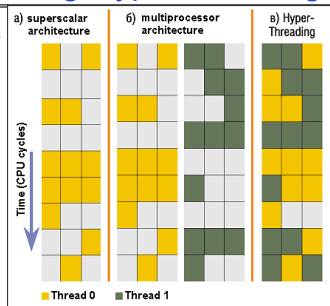 а) superscalar
architecture
б) multiprocessor
architecture
в) Hyper-
Threading
Time (CPU cycles)
Thread 0
Thread 1